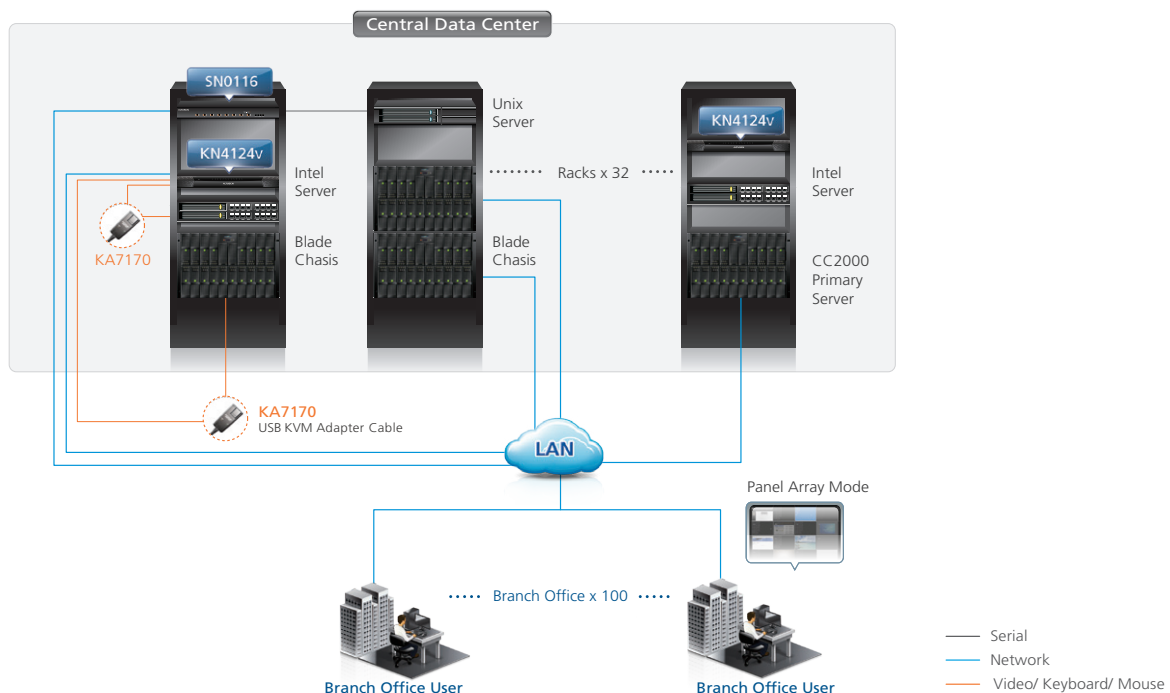 Central Data Center
SN0116
KN4124v
Intel
Server
Blade
Chasis
KA7170
Unix
Server
Blade
Chasis
Racks x 32
KN4124v
Intel
Server
CC2000
Primary
Server
KA7170
USB KVM Adapter Cable
LAN
Panel Array Mode
Branch Office x 100
Branch Office User
Branch Office User
Serial
Network
Video/ Keyboard/ Mouse